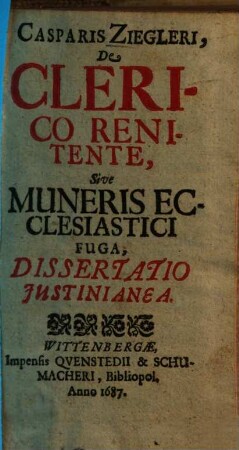 CASPARIS ZIEGLERI,
De
CLERI-
CO RENI-
TENTE,
Sive
MUNERIS EC-
CLESIASTICI
FUGA,
DISSERTATIO
JUSTINIANEA.
WITTENBERGÆ,
Impensis QVENSTEDII & SCHU-
MACHERI, Bibliopol,
Anno 1687.